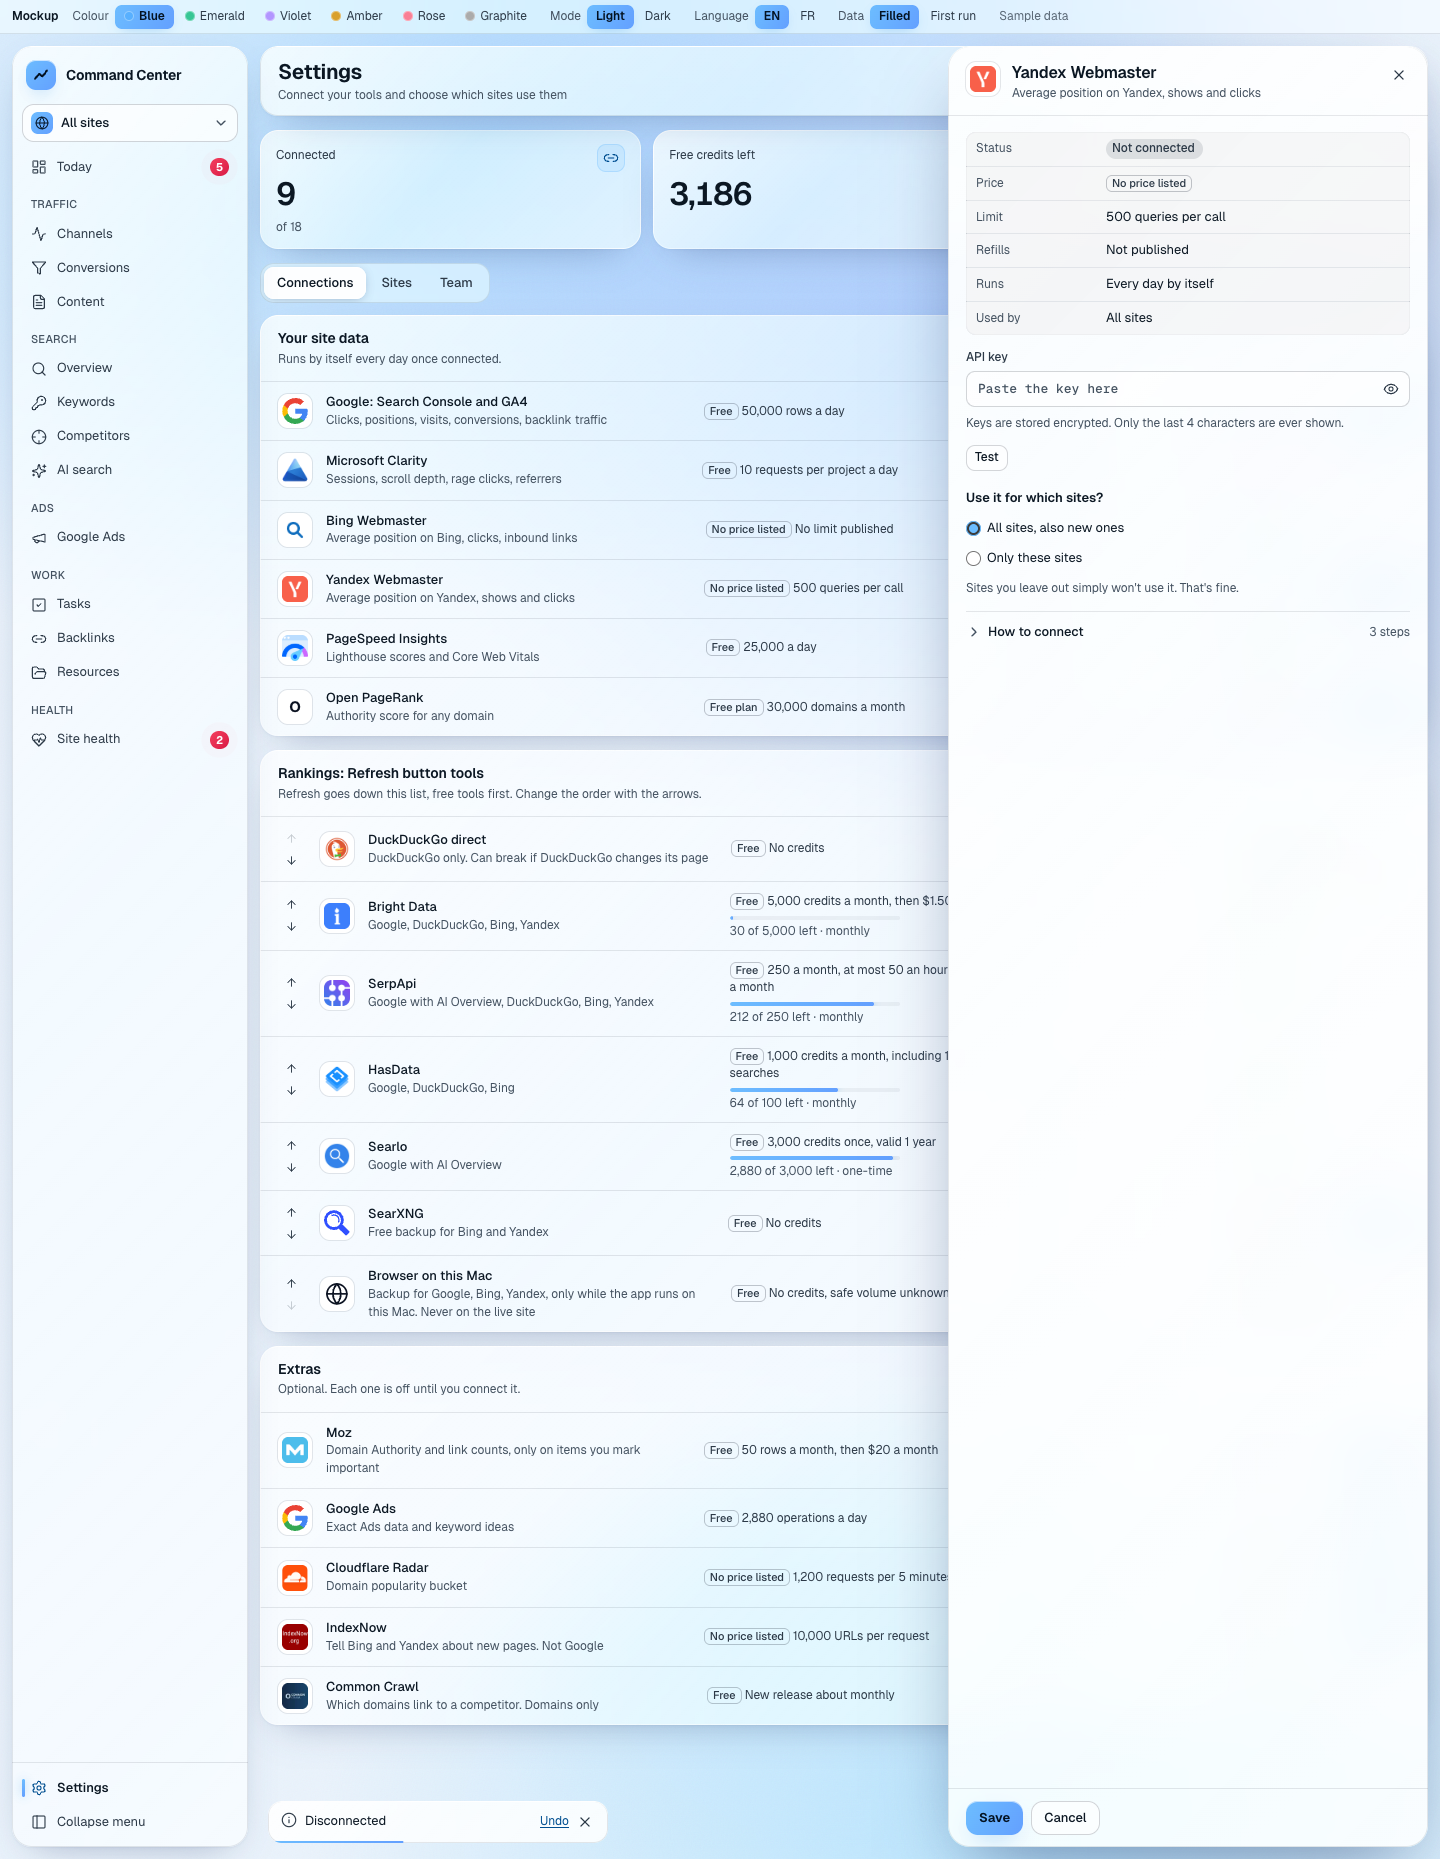 Mockup Colour Blue Emerald Violet Amber Rose Graphite Mode Light Dark Language EN FR Data Filled First run Sample data
Command Center
All sites
Today 5
TRAFFIC
Channels
Conversions
Content
SEARCH
Overview
Keywords
Competitors
AI search
ADS
Google Ads
WORK
Tasks
Backlinks
Resources
HEALTH
Site health 2
Settings
Collapse menu
Settings
Connect your tools and choose which sites use them
Connected
9
of 18
Free credits left
3,186
Connections Sites Team
Your site data
Runs by itself every day once connected.
Google: Search Console and GA4
Clicks, positions, visits, conversions, backlink traffic
Free 50,000 rows a day
Microsoft Clarity
Sessions, scroll depth, rage clicks, referrers
Free 10 requests per project a day
Bing Webmaster
Average position on Bing, clicks, inbound links
No price listed No limit published
Yandex Webmaster
Average position on Yandex, shows and clicks
No price listed 500 queries per call
PageSpeed Insights
Lighthouse scores and Core Web Vitals
Free 25,000 a day
O
Open PageRank
Authority score for any domain
Free plan 30,000 domains a month
Rankings: Refresh button tools
Refresh goes down this list, free tools first. Change the order with the arrows.
DuckDuckGo direct
DuckDuckGo only. Can break if DuckDuckGo changes its page
Free No credits
Bright Data
Google, DuckDuckGo, Bing, Yandex
Free 5,000 credits a month, then $1.50
30 of 5,000 left · monthly
SerpApi
Google with AI Overview, DuckDuckGo, Bing, Yandex
Free 250 a month, at most 50 an hour
a month
212 of 250 left · monthly
HasData
Google, DuckDuckGo, Bing
Free 1,000 credits a month, including 1
searches
64 of 100 left · monthly
Searlo
Google with AI Overview
Free 3,000 credits once, valid 1 year
2,880 of 3,000 left · one-time
SearXNG
Free backup for Bing and Yandex
Free No credits
Browser on this Mac
Backup for Google, Bing, Yandex, only while the app runs on
this Mac. Never on the live site
Free No credits, safe volume unknown
Extras
Optional. Each one is off until you connect it.
Moz
Domain Authority and link counts, only on items you mark
important
Free 50 rows a month, then $20 a month
Google Ads
Exact Ads data and keyword ideas
Free 2,880 operations a day
Cloudflare Radar
Domain popularity bucket
No price listed 1,200 requests per 5 minutes
IndexNow
.org
IndexNow
Tell Bing and Yandex about new pages. Not Google
No price listed 10,000 URLs per request
Common Crawl
Which domains link to a competitor. Domains only
Free New release about monthly
Disconnected Undo
Yandex Webmaster
Average position on Yandex, shows and clicks
Status Not connected
Price No price listed
Limit 500 queries per call
Refills Not published
Runs Every day by itself
Used by All sites
API key
Paste the key here
Keys are stored encrypted. Only the last 4 characters are ever shown.
Test
Use it for which sites?
All sites, also new ones
Only these sites
Sites you leave out simply won't use it. That's fine.
How to connect 3 steps
Save Cancel